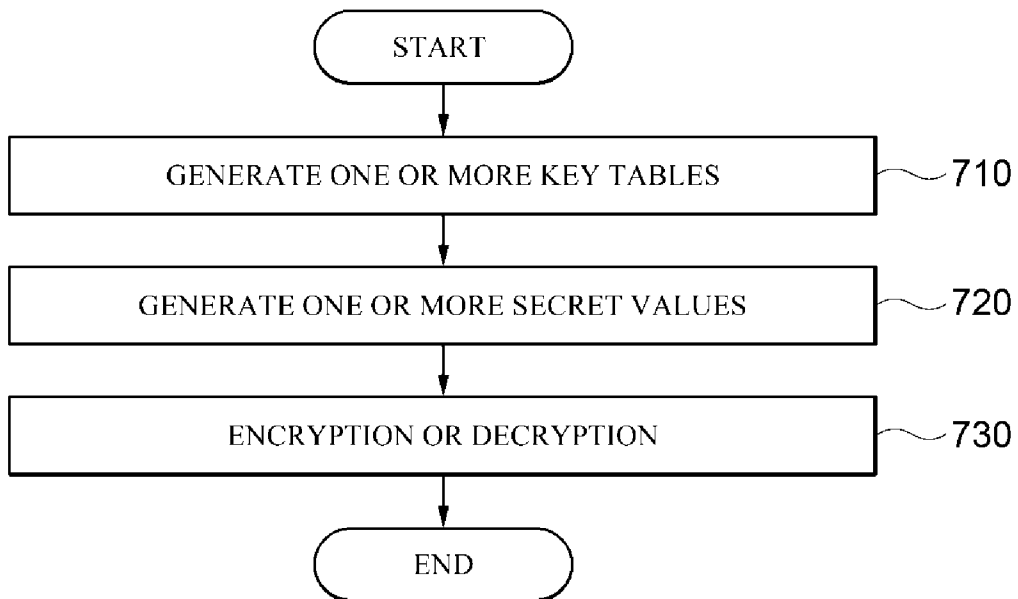 START
GENERATE ONE OR MORE KEY TABLES 710
GENERATE ONE OR MORE SECRET VALUES 720
ENCRYPTION OR DECRYPTION 730
END